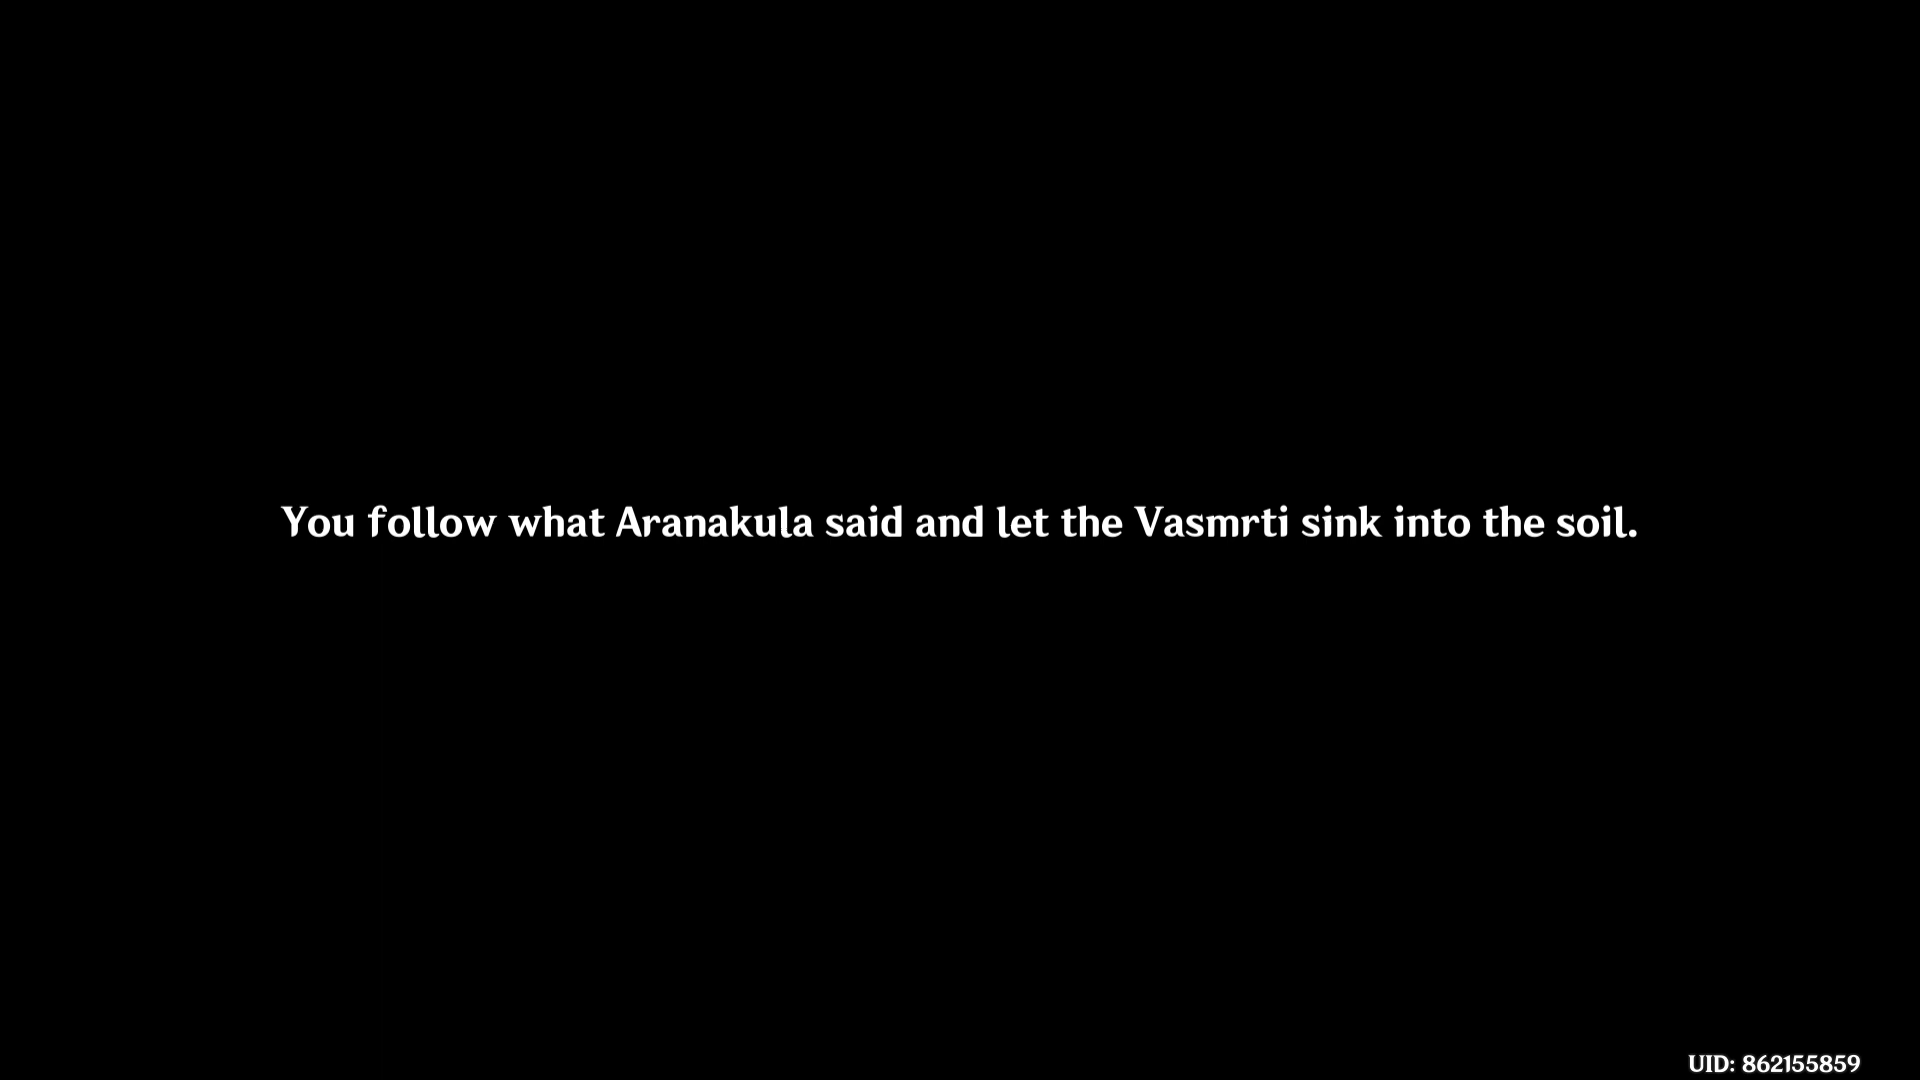 You follow what Aranakula said and let the Vasmrti sink into the soil.
UID: 862155859